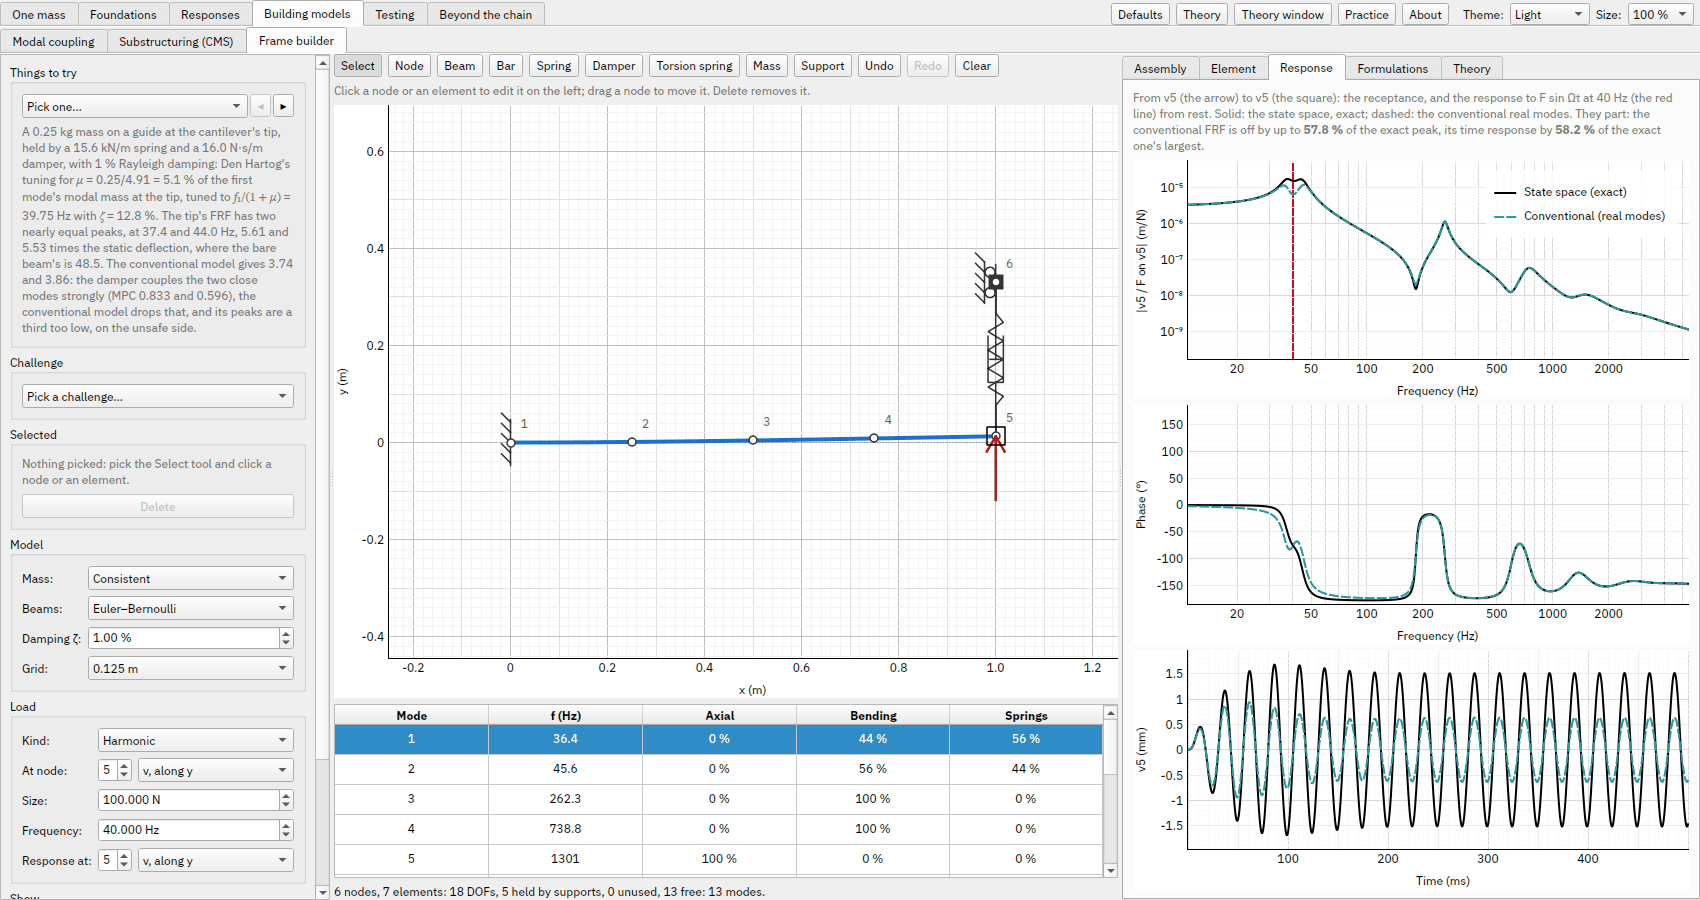 One mass
Foundations
Responses
Building models
Testing
Beyond the chain
Defaults
Theory
Theory window
Practice
About
Theme:
Light
Size:
100 %
Modal coupling
Substructuring (CMS)
Frame builder
Things to try
Pick one...
A 0.25 kg mass on a guide at the cantilever's tip,
held by a 15.6 kN/m spring and a 16.0 N·s/m
damper, with 1 % Rayleigh damping: Den Hartog's
tuning for μ = 0.25/4.91 = 5.1 % of the first
mode's modal mass at the tip, tuned to f₁/(1 + μ) =
39.75 Hz with ζ = 12.8 %. The tip's FRF has two
nearly equal peaks, at 37.4 and 44.0 Hz, 5.61 and
5.53 times the static deflection, where the bare
beam's is 48.5. The conventional model gives 3.74
and 3.86: the damper couples the two close
modes strongly (MPC 0.833 and 0.596), the
conventional model drops that, and its peaks are a
third too low, on the unsafe side.
Challenge
Pick a challenge...
Selected
Nothing picked: pick the Select tool and click a
node or an element.
Delete
Model
Mass:
Consistent
Beams:
Euler–Bernoulli
Damping ζ:
1.00 %
Grid:
0.125 m
Load
Kind:
Harmonic
At node:
5
v, along y
Size:
100.000 N
Frequency:
40.000 Hz
Response at:
5
v, along y
Show
Select
Node
Beam
Bar
Spring
Damper
Torsion spring
Mass
Support
Undo
Redo
Clear
Click a node or an element to edit it on the left; drag a node to move it. Delete removes it.
0.6
0.4
0.2
0
-0.2
-0.4
y (m)
1
2
3
4
5
6
-0.2
0
0.2
0.4
0.6
0.8
1.0
1.2
x (m)
Mode f (Hz) Axial Bending Springs
1 36.4 0 % 44 % 56 %
2 45.6 0 % 56 % 44 %
3 262.3 0 % 100 % 0 %
4 738.8 0 % 100 % 0 %
5 1301 100 % 0 % 0 %
6 nodes, 7 elements: 18 DOFs, 5 held by supports, 0 unused, 13 free: 13 modes.
Assembly
Element
Response
Formulations
Theory
From v5 (the arrow) to v5 (the square): the receptance, and the response to F sin Ωt at 40 Hz (the red
line) from rest. Solid: the state space, exact; dashed: the conventional real modes. They part: the
conventional FRF is off by up to 57.8 % of the exact peak, its time response by 58.2 % of the exact
one's largest.
|v5 / F on v5| (m/N)
10⁻⁵
10⁻⁶
10⁻⁷
10⁻⁸
10⁻⁹
State space (exact)
Conventional (real modes)
20
50
100
200
500
1000
2000
Frequency (Hz)
Phase (°)
150
100
50
0
-50
-100
-150
20
50
100
200
500
1000
2000
Frequency (Hz)
v5 (mm)
1.5
1
0.5
0
-0.5
-1
-1.5
100
200
300
400
Time (ms)